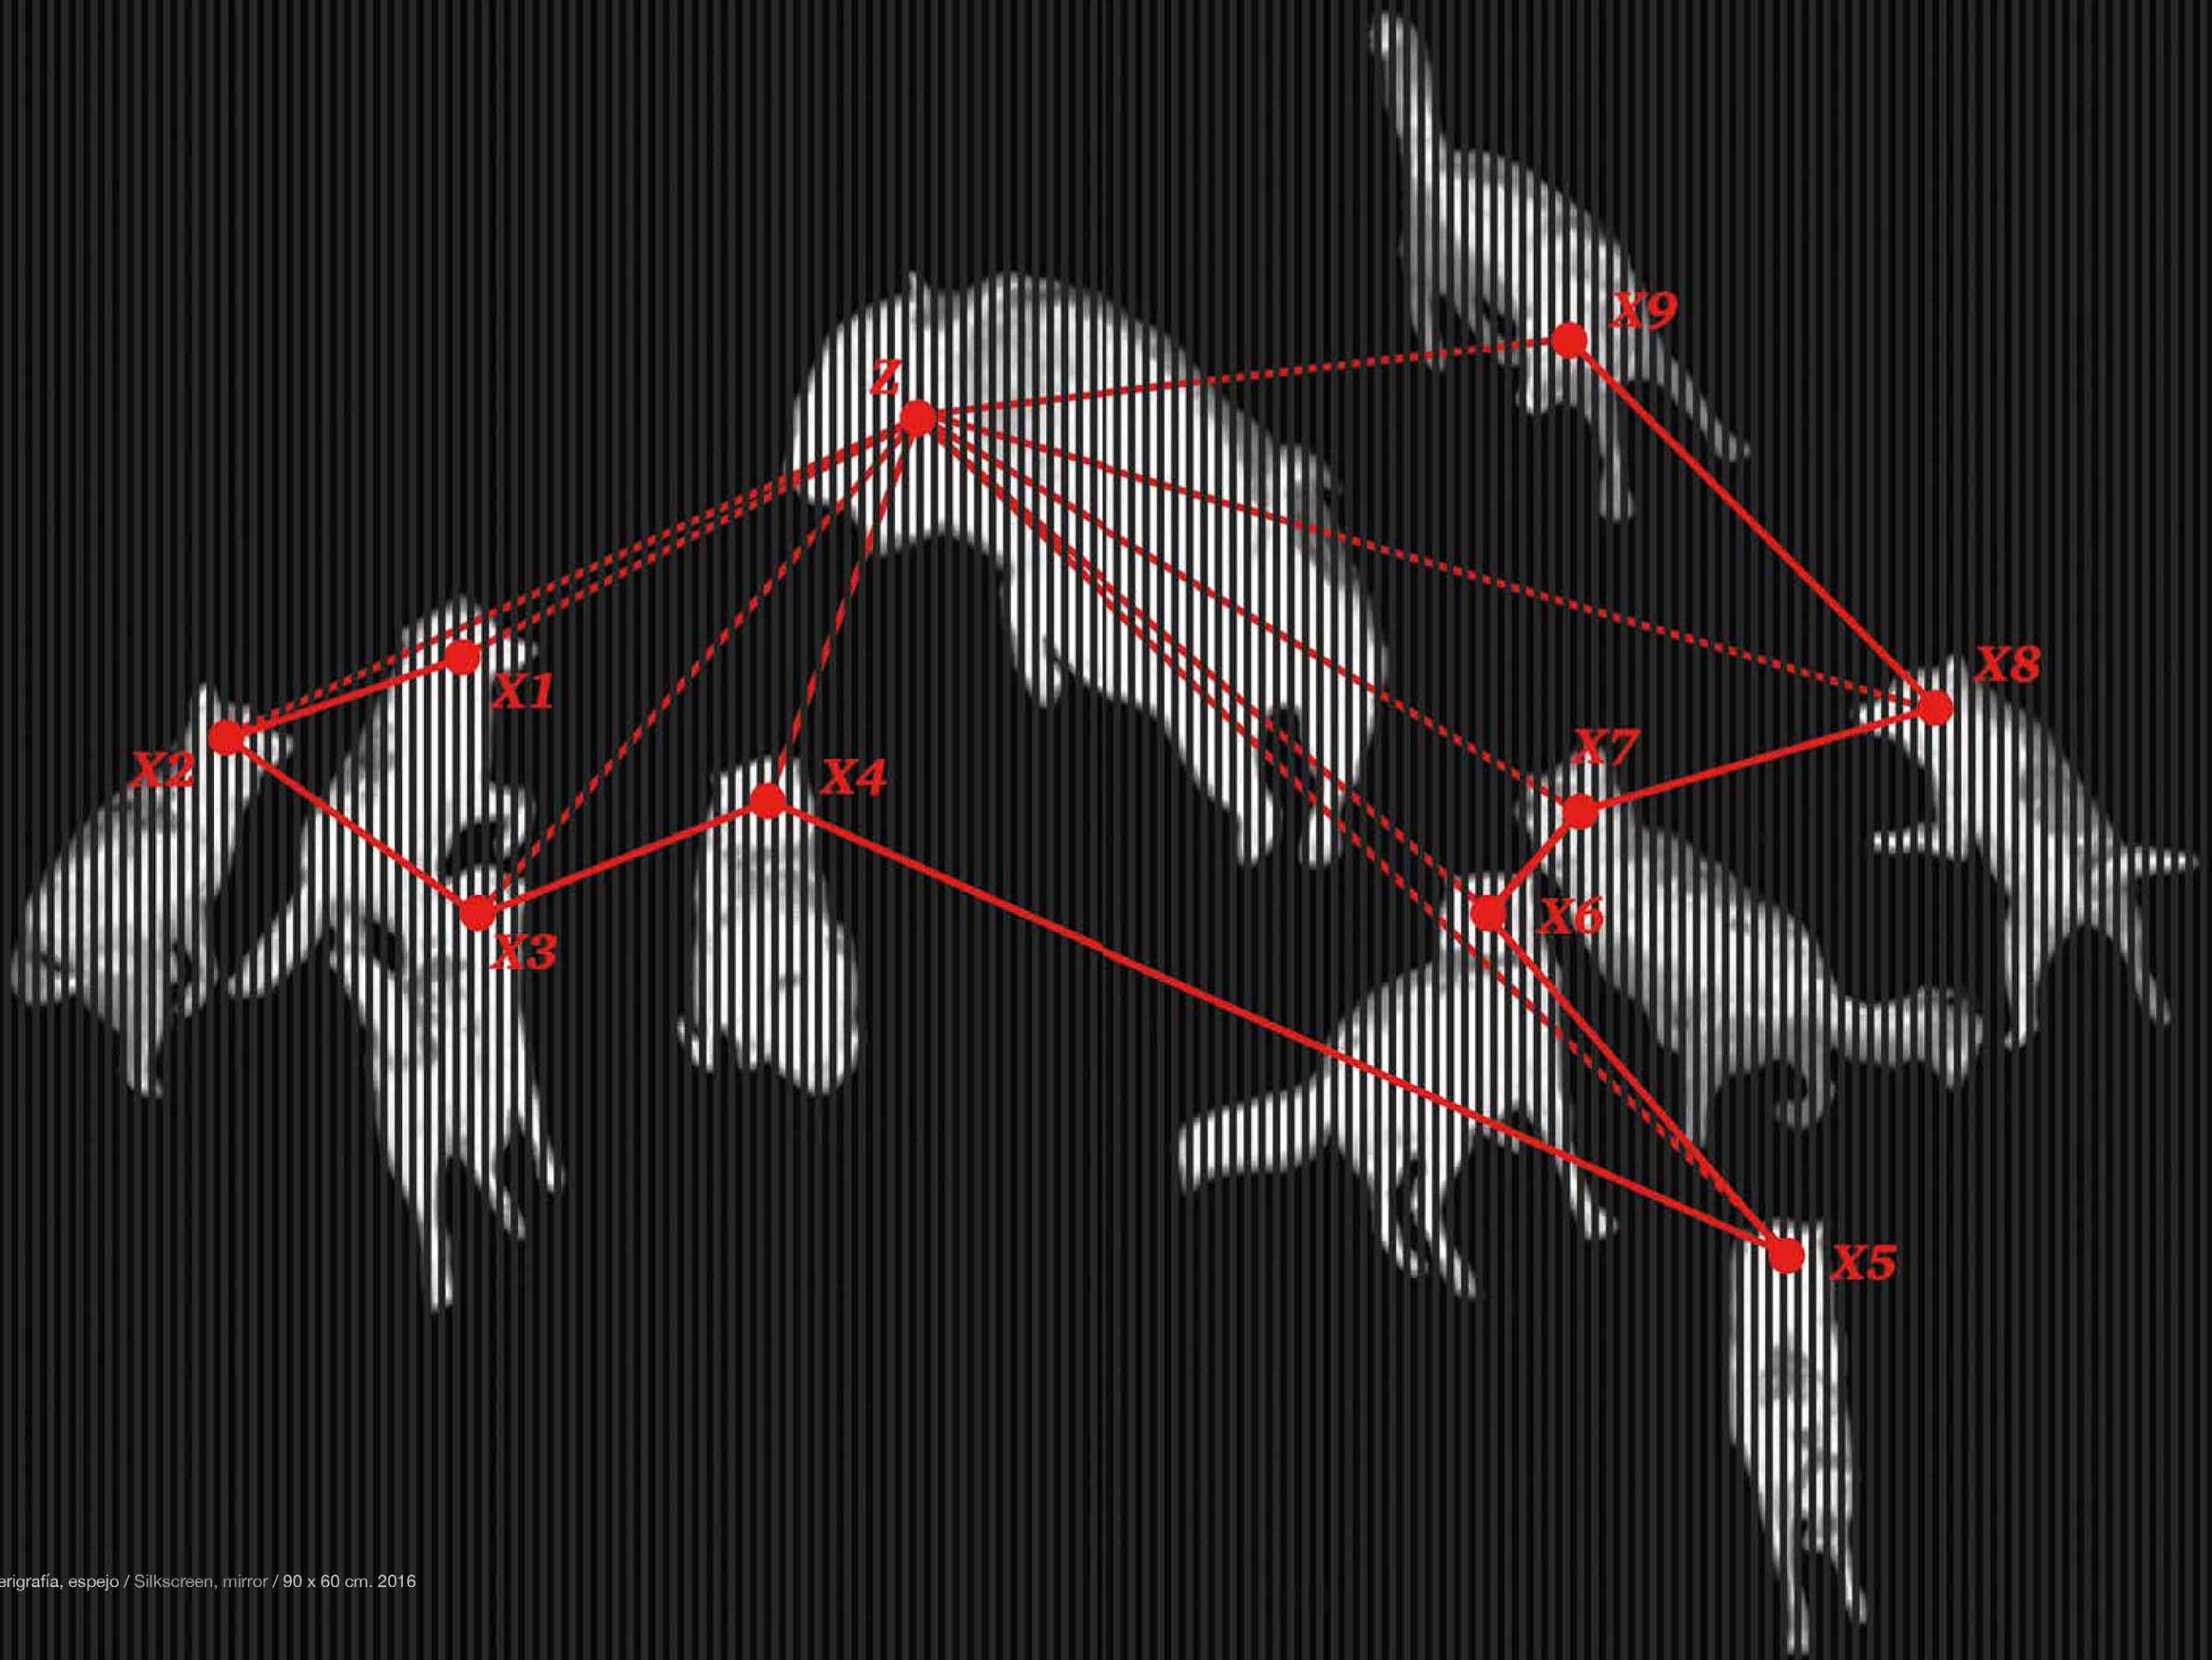 X9
Z
X8
X1
X7
X2
X4
X6
X3
X5
erigrafía, espejo / Silkscreen, mirror / 90 x 60 cm. 2016